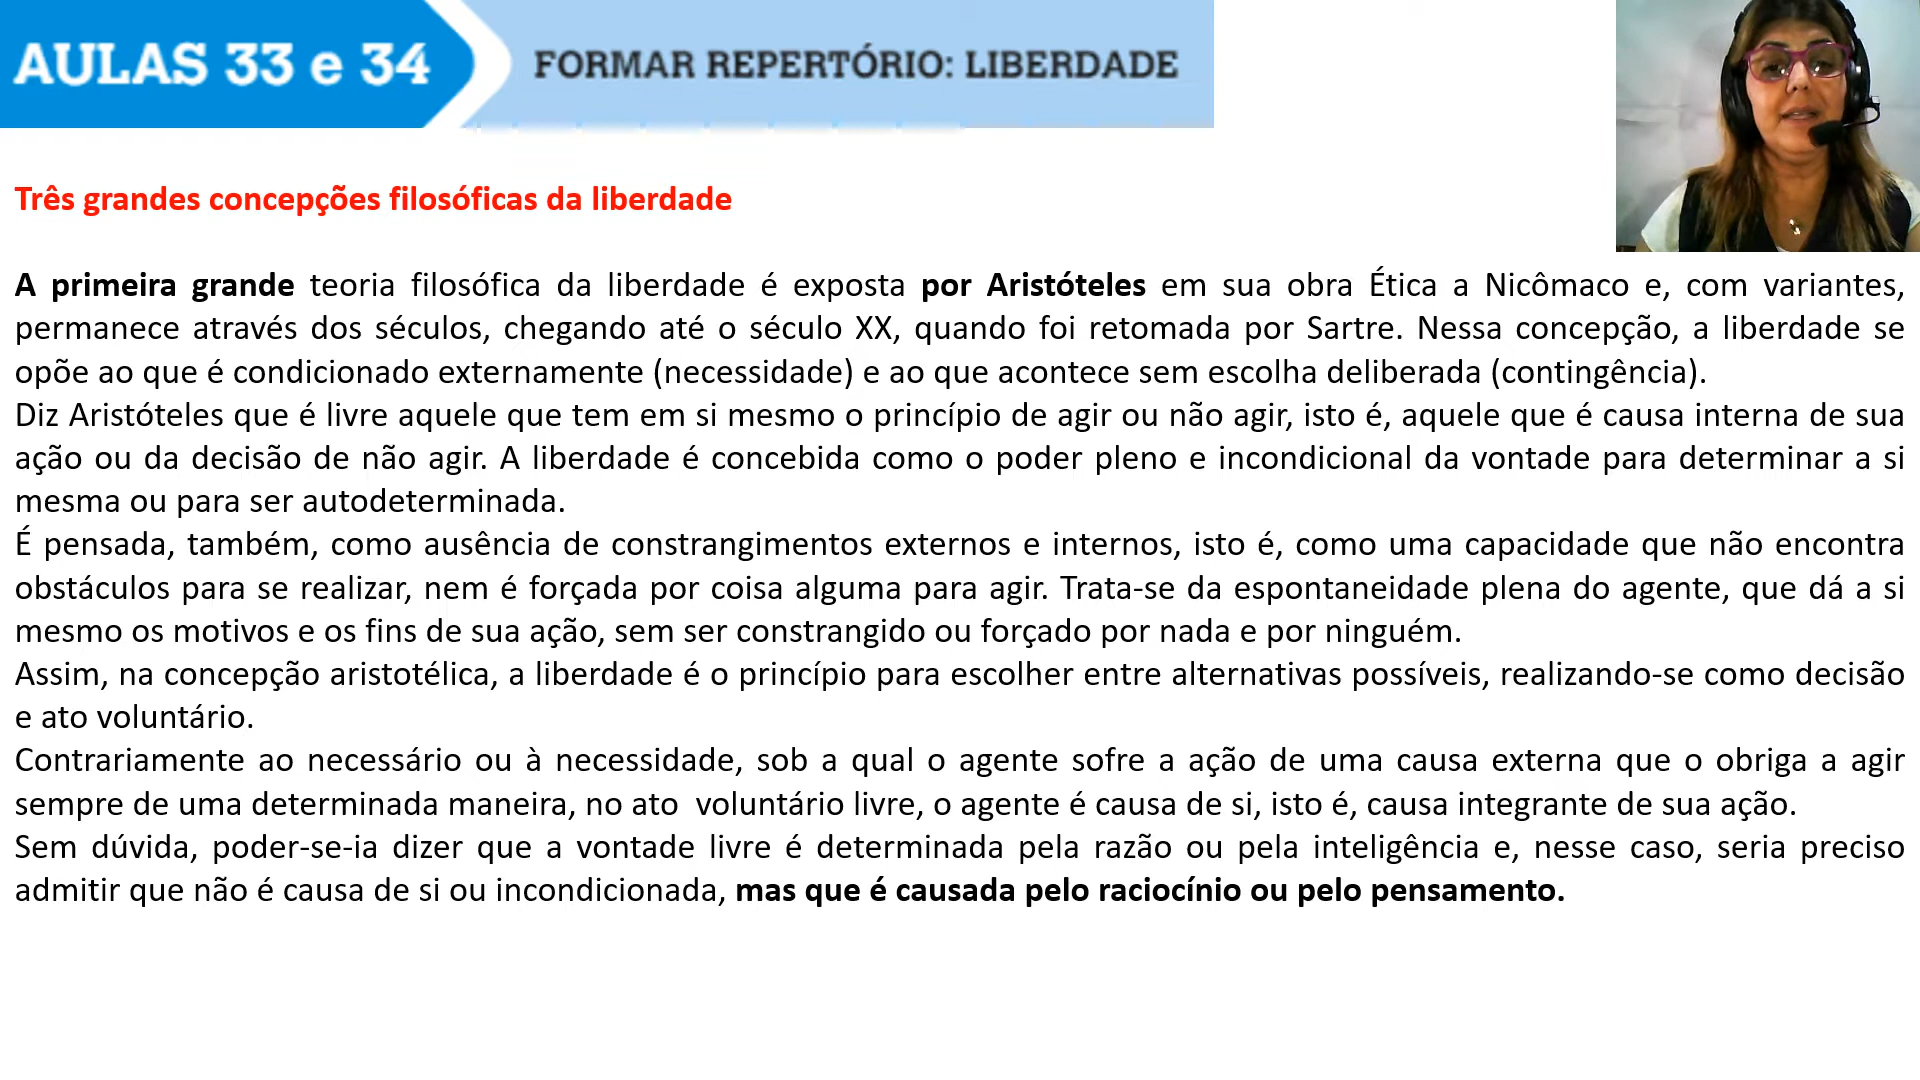 AULAS 33 e 34
FORMAR REPERTÓRIO: LIBERDADE
Três grandes concepções filosóficas da liberdade
A primeira grande teoria filosófica da liberdade é exposta por Aristóteles em sua obra Ética a Nicômaco e, com variantes,
permanece através dos séculos, chegando até o século XX, quando foi retomada por Sartre. Nessa concepção, a liberdade se
opõe ao que é condicionado externamente (necessidade) e ao que acontece sem escolha deliberada (contingência).
Diz Aristóteles que é livre aquele que tem em si mesmo o princípio de agir ou não agir, isto é, aquele que é causa interna de sua
ação ou da decisão de não agir. A liberdade é concebida como o poder pleno e incondicional da vontade para determinar a si
mesma ou para ser autodeterminada.
É pensada, também, como ausência de constrangimentos externos e internos, isto é, como uma capacidade que não encontra
obstáculos para se realizar, nem é forçada por coisa alguma para agir. Trata-se da espontaneidade plena do agente, que dá a si
mesmo os motivos e os fins de sua ação, sem ser constrangido ou forçado por nada e por ninguém.
Assim, na concepção aristotélica, a liberdade é o princípio para escolher entre alternativas possíveis, realizando-se como decisão
e ato voluntário.
Contrariamente ao necessário ou à necessidade, sob a qual o agente sofre a ação de uma causa externa que o obriga a agir
sempre de uma determinada maneira, no ato voluntário livre, o agente é causa de si, isto é, causa integrante de sua ação.
Sem dúvida, poder-se-ia dizer que a vontade livre é determinada pela razão ou pela inteligência e, nesse caso, seria preciso
admitir que não é causa de si ou incondicionada, mas que é causada pelo raciocínio ou pelo pensamento.